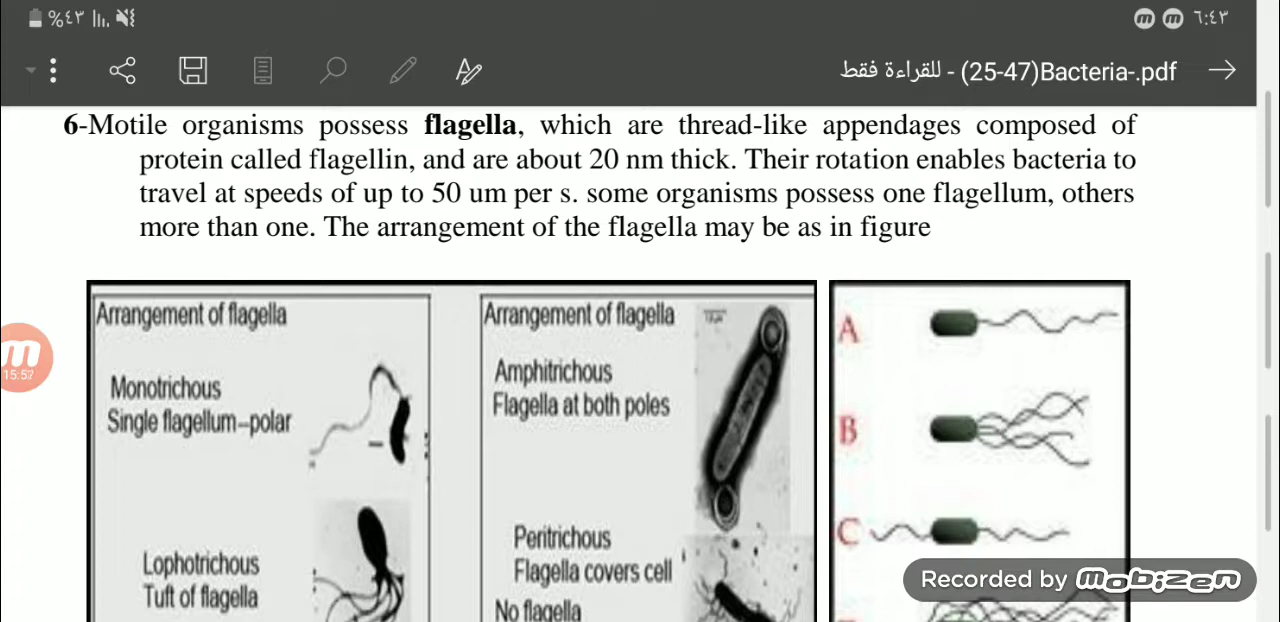 %٤٣
٦:٤٣
للقراءة فقط - (25-47)Bacteria-.pdf
6-Motile organisms possess flagella, which are thread-like appendages composed of
protein called flagellin, and are about 20 nm thick. Their rotation enables bacteria to
travel at speeds of up to 50 um per s. some organisms possess one flagellum, others
more than one. The arrangement of the flagella may be as in figure
15:57
Arrangement of flagella
Monotrichous
Single flagellum-polar
Lophotrichous
Tuft of flagella
Arrangement of flagella
Amphitrichous
Flagella at both poles
Peritrichous
Flagella covers cell
No flagella
A
B
C
Recorded by mobizen